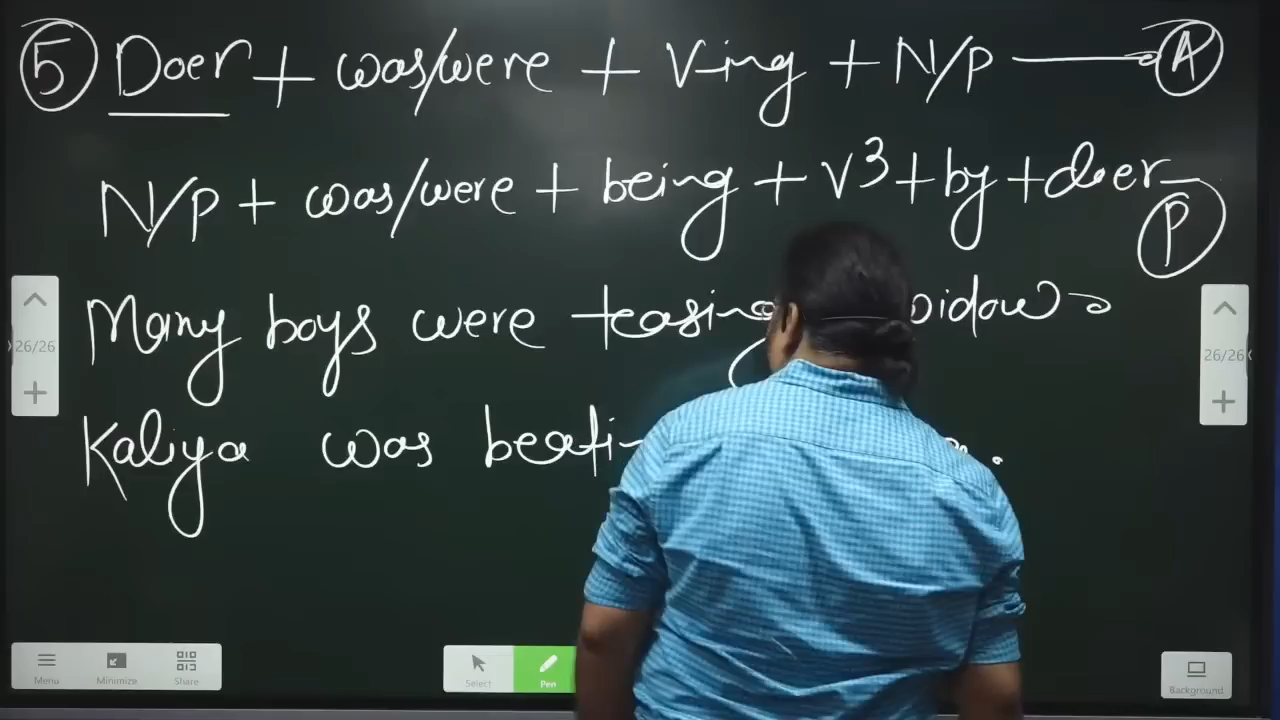 5 Doer + was/were + V-ing + N/P → A
N/P + was/were + being + V3 + by + doer
P
Many boys were teasing
Kaliya was
26/26
26/26
Menu
Minimize
Share
Select
Pen
Background